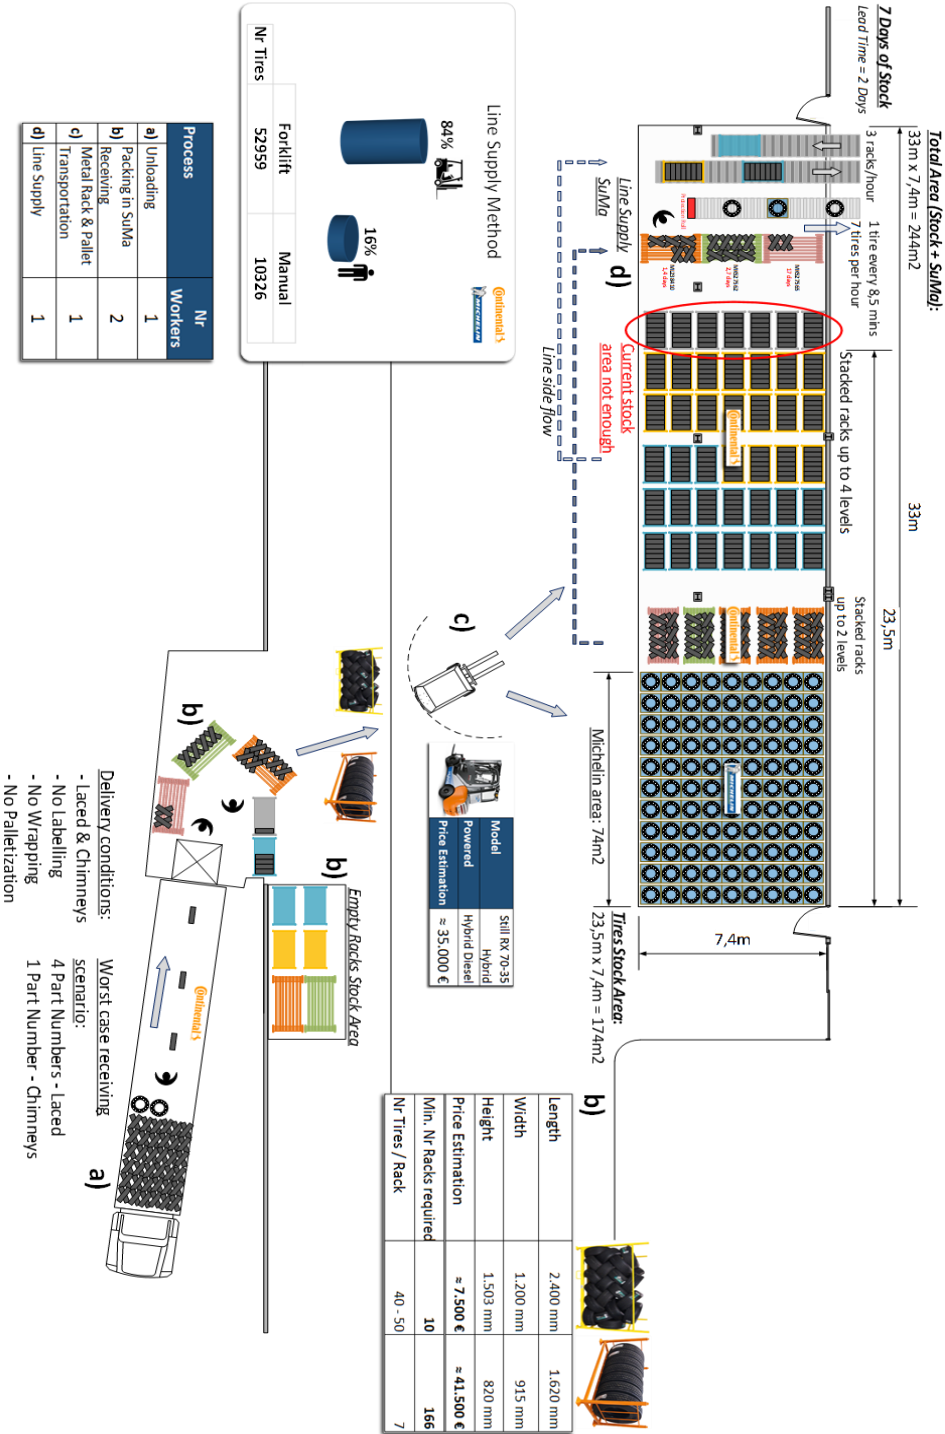 7 Days of Stock
Lead Time = 2 Days
Total Area (Stock + SuMa):
33m x 7,4m = 244m2
3 racks/hour
1 tire every 8,5 mins
7 tires per hour
Stacked racks up to 4 levels
33m
23,5m
Stacked racks
up to 2 levels
Tires Stock Area:
23,5m x 7,4m = 174m2
7,4m
Michelin area: 74m2
Continental
Continental
MICHELIN
Line Supply
SuMa
d)
Current stock
area not enough
Line side flow
Line Supply Method
Continental
MICHELIN
84%
16%
Forklift
Manual
Nr Tires
52959
10326
Process
Nr
Workers
a) Unloading
1
b) Packing in SuMa
Receiving
2
c) Metal Rack & Pallet
Transportation
1
d) Line Supply
1
c)
Model
Still RX 70-35
Hybrid
Powered
Hybrid Diesel
Price Estimation
≈ 35.000 €
b)
Length
2.400 mm
1.620 mm
Width
1.200 mm
915 mm
Height
1.503 mm
820 mm
Price Estimation
≈ 7.500 €
≈ 41.500 €
Min. Nr Racks required
10
166
Nr Tires / Rack
40 - 50
7
b)
b)
Empty Racks Stock Area
Continental
a)
Delivery conditions:
- Laced & Chimneys
- No Labelling
- No Wrapping
- No Palletization
Worst case receiving
scenario:
4 Part Numbers - Laced
1 Part Number - Chimneys